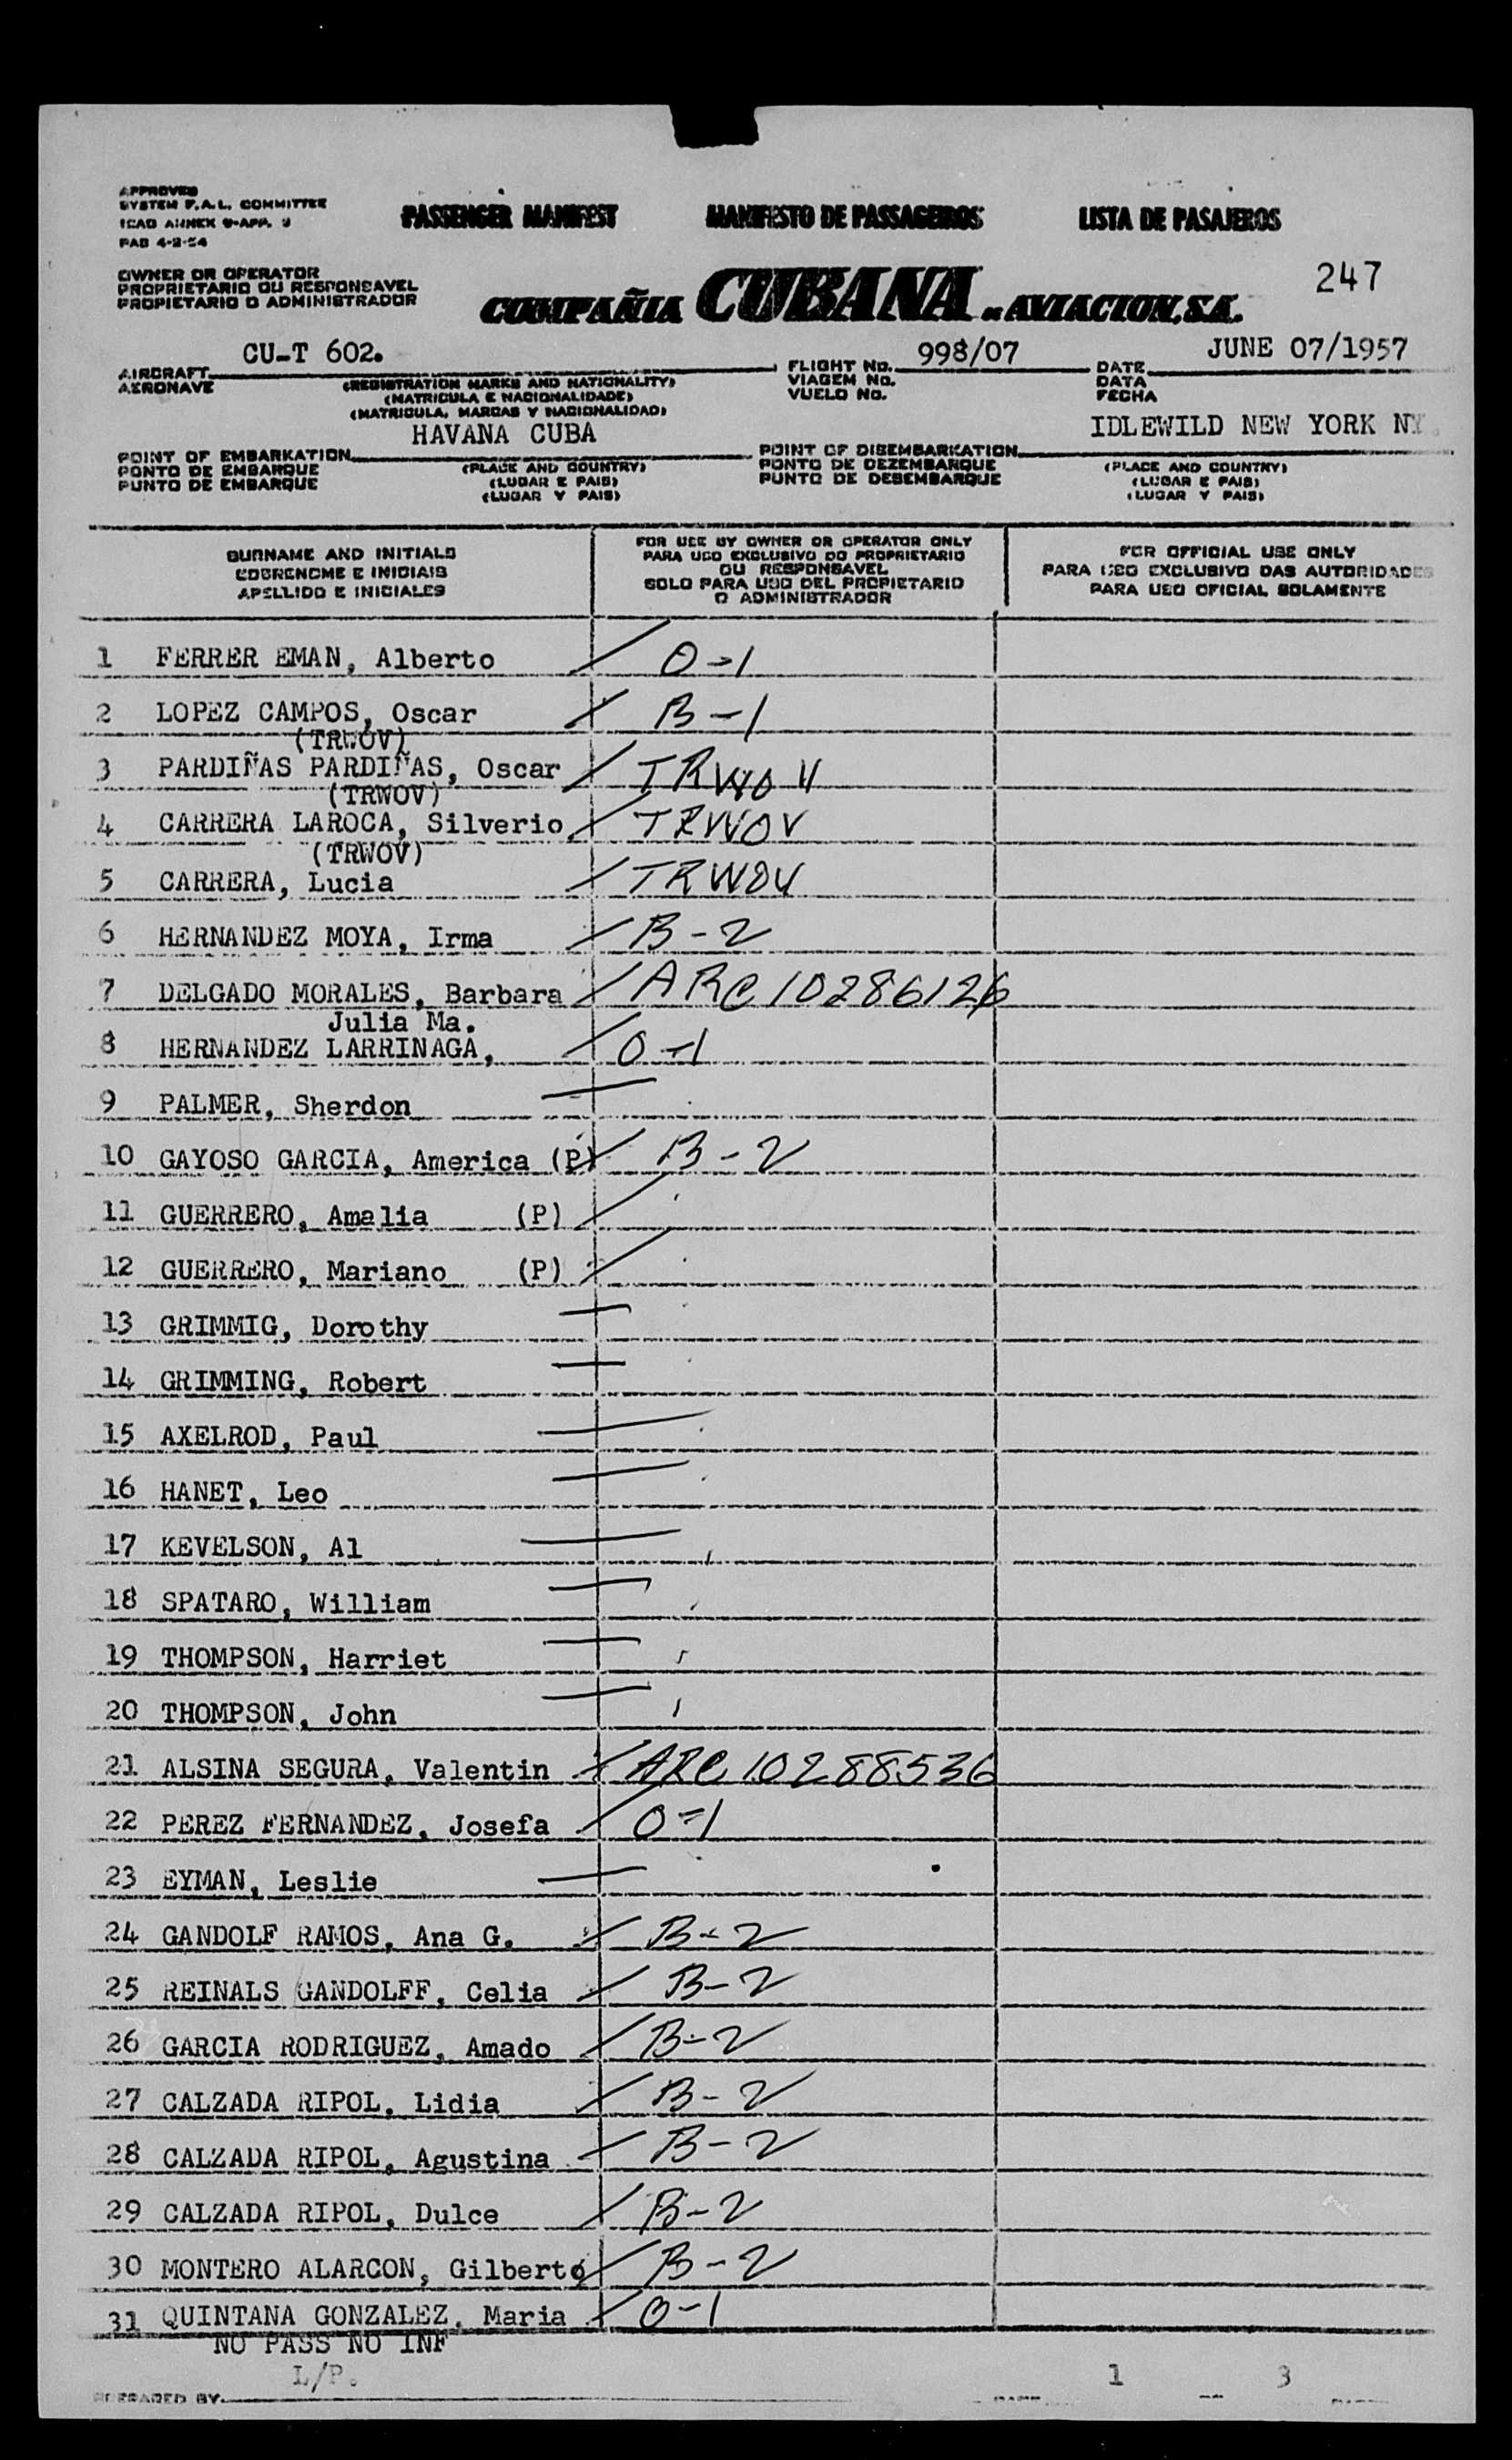 APPROVED
SYSTEM F.A.L. COMMITTEE
ICAO ANNEX 9-APP. 3
PAB 4-2-54
PASSENGER MANIFEST MANIFESTO DE PASSAGEIROS LISTA DE PASAJEROS
247
OWNER OR OPERATOR
PROPRIETARIO OU RESPONSAVEL
PROPIETARIO O ADMINISTRADOR
COMPAÑIA CUBANA DE AVIACION, S.A.
CU-T 602. 998/07 JUNE 07/1957
AIRCRAFT FLIGHT No. DATE
AERONAVE VIAGEM No. DATA
VUELO No. FECHA
(REGISTRATION MARKS AND NATIONALITY)
(MATRICULA E NACIONALIDADE)
(MATRICULA, MARCAS Y NACIONALIDAD)
HAVANA CUBA IDLEWILD NEW YORK NY.
POINT OF EMBARKATION POINT OF DISEMBARKATION
PONTO DE EMBARQUE (PLACE AND COUNTRY) PONTO DE DEZEMBARQUE (PLACE AND COUNTRY)
PUNTO DE EMBARQUE (LUGAR E PAIS) PUNTO DE DESEMBARQUE (LUGAR E PAIS)
(LUGAR Y PAIS) (LUGAR Y PAIS)
SURNAME AND INITIALS
SOBRENOME E INICIAIS
APELLIDO E INICIALES
FOR USE BY OWNER OR OPERATOR ONLY
PARA USO EXCLUSIVO DO PROPRIETARIO
OU RESPONSAVEL
SOLO PARA USO DEL PROPIETARIO
O ADMINISTRADOR
FOR OFFICIAL USE ONLY
PARA USO EXCLUSIVO DAS AUTORIDADES
PARA USO OFICIAL SOLAMENTE
1 FERRER EMAN, Alberto O-1
2 LOPEZ CAMPOS, Oscar B-1
(TRWOV)
3 PARDIÑAS PARDIÑAS, Oscar TRWOV
(TRWOV)
4 CARRERA LAROCA, Silverio TRWOV
(TRWOV)
5 CARRERA, Lucia TRWOV
6 HERNANDEZ MOYA, Irma B-2
7 DELGADO MORALES, Barbara ARC 10286126
Julia Ma.
8 HERNANDEZ LARRINAGA, O-1
9 PALMER, Sherdon
10 GAYOSO GARCIA, America (P) B-2
11 GUERRERO, Amalia (P)
12 GUERRERO, Mariano (P)
13 GRIMMIG, Dorothy
14 GRIMMING, Robert
15 AXELROD, Paul
16 HANET, Leo
17 KEVELSON, Al
18 SPATARO, William
19 THOMPSON, Harriet
20 THOMPSON, John
21 ALSINA SEGURA, Valentin ARC 10288536
22 PEREZ FERNANDEZ, Josefa O-1
23 EYMAN, Leslie
24 GANDOLF RAMOS, Ana G. B-2
25 REINALS GANDOLFF, Celia B-2
26 GARCIA RODRIGUEZ, Amado B-2
27 CALZADA RIPOL, Lidia B-2
28 CALZADA RIPOL, Agustina B-2
29 CALZADA RIPOL, Dulce B-2
30 MONTERO ALARCON, Gilberto B-2
31 QUINTANA GONZALEZ, Maria O-1
NO PASS NO INF
L/P. 1 3
PREPARED BY